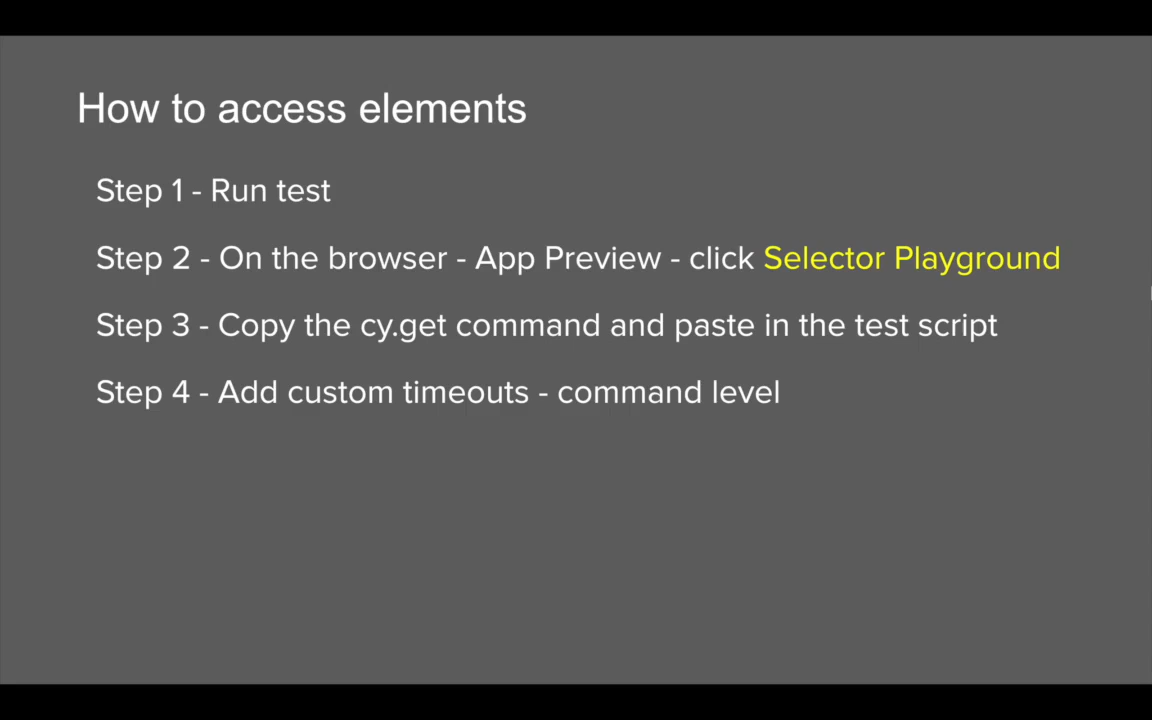 How to access elements
Step 1 - Run test
Step 2 - On the browser - App Preview - click Selector Playground
Step 3 - Copy the cy.get command and paste in the test script
Step 4 - Add custom timeouts - command level